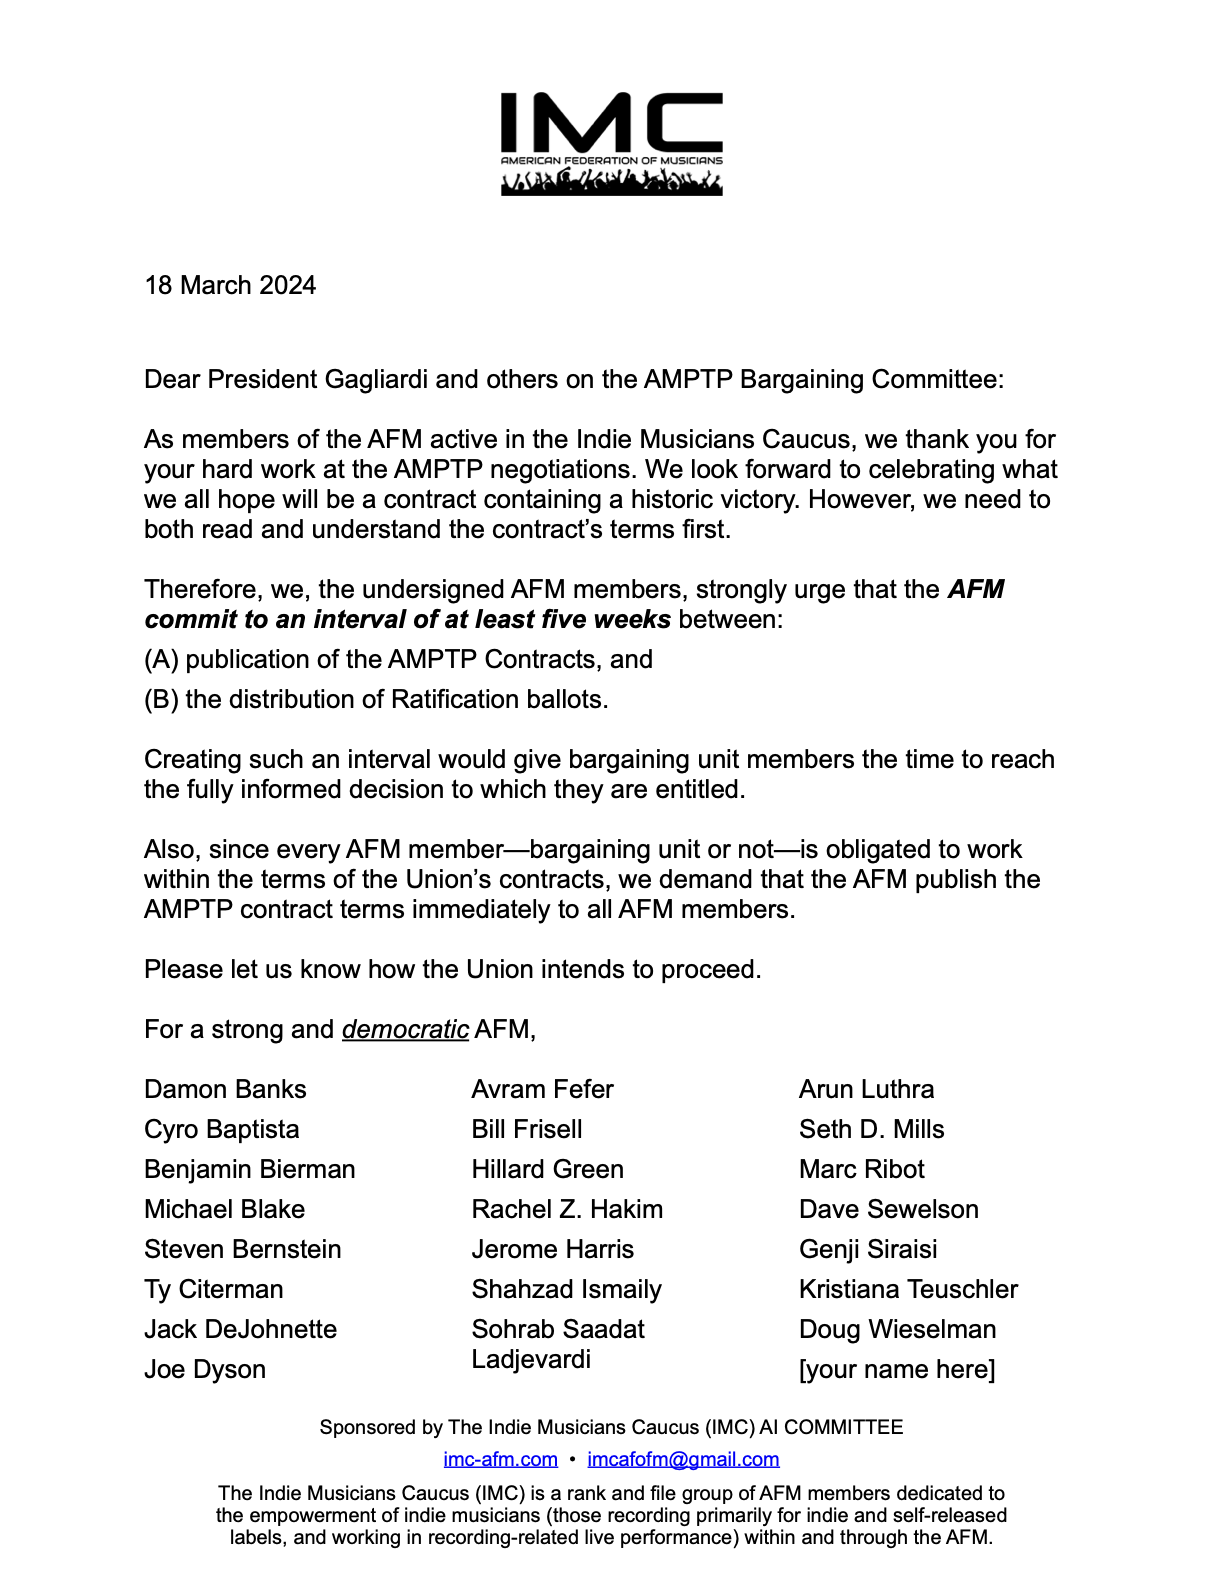 IMC
AMERICAN FEDERATION OF MUSICIANS
18 March 2024
Dear President Gagliardi and others on the AMPTP Bargaining Committee:
As members of the AFM active in the Indie Musicians Caucus, we thank you for
your hard work at the AMPTP negotiations. We look forward to celebrating what
we all hope will be a contract containing a historic victory. However, we need to
both read and understand the contract’s terms first.
Therefore, we, the undersigned AFM members, strongly urge that the AFM
commit to an interval of at least five weeks between:
(A) publication of the AMPTP Contracts, and
(B) the distribution of Ratification ballots.
Creating such an interval would give bargaining unit members the time to reach
the fully informed decision to which they are entitled.
Also, since every AFM member—bargaining unit or not—is obligated to work
within the terms of the Union’s contracts, we demand that the AFM publish the
AMPTP contract terms immediately to all AFM members.
Please let us know how the Union intends to proceed.
For a strong and democratic AFM,
Damon Banks
Cyro Baptista
Benjamin Bierman
Michael Blake
Steven Bernstein
Ty Citerman
Jack DeJohnette
Joe Dyson
Avram Fefer
Bill Frisell
Hillard Green
Rachel Z. Hakim
Jerome Harris
Shahzad Ismaily
Sohrab Saadat
Ladjevardi
Arun Luthra
Seth D. Mills
Marc Ribot
Dave Sewelson
Genji Siraisi
Kristiana Teuschler
Doug Wieselman
[your name here]
Sponsored by The Indie Musicians Caucus (IMC) AI COMMITTEE
imc-afm.com • imcafofm@gmail.com
The Indie Musicians Caucus (IMC) is a rank and file group of AFM members dedicated to
the empowerment of indie musicians (those recording primarily for indie and self-released
labels, and working in recording-related live performance) within and through the AFM.